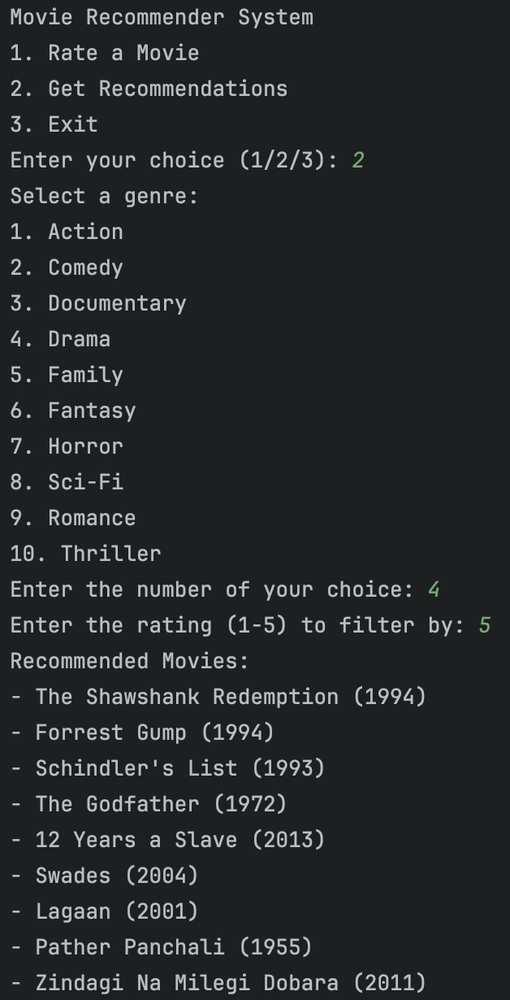 Movie Recommender System
1. Rate a Movie
2. Get Recommendations
3. Exit
Enter your choice (1/2/3): 2
Select a genre:
1. Action
2. Comedy
3. Documentary
4. Drama
5. Family
6. Fantasy
7. Horror
8. Sci-Fi
9. Romance
10. Thriller
Enter the number of your choice: 4
Enter the rating (1-5) to filter by: 5
Recommended Movies:
- The Shawshank Redemption (1994)
- Forrest Gump (1994)
- Schindler's List (1993)
- The Godfather (1972)
- 12 Years a Slave (2013)
- Swades (2004)
- Lagaan (2001)
- Pather Panchali (1955)
- Zindagi Na Milegi Dobara (2011)